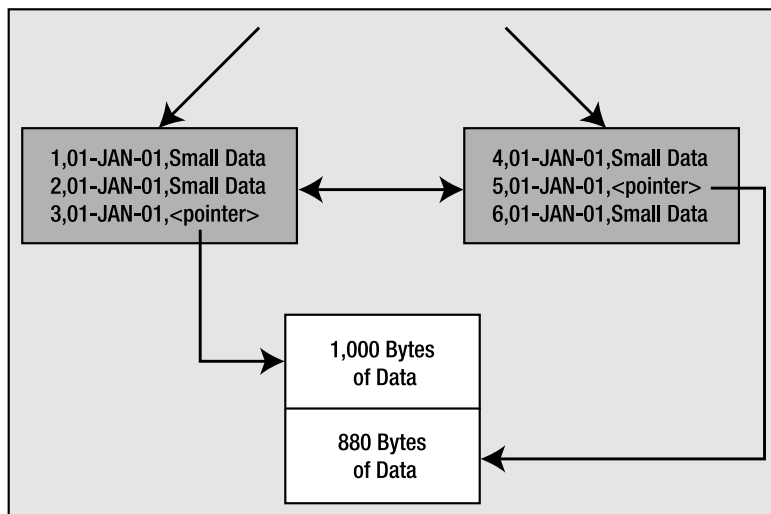 1,01-JAN-01,Small Data
2,01-JAN-01,Small Data
3,01-JAN-01,<pointer>
4,01-JAN-01,Small Data
5,01-JAN-01,<pointer>
6,01-JAN-01,Small Data
1,000 Bytes
of Data
880 Bytes
of Data